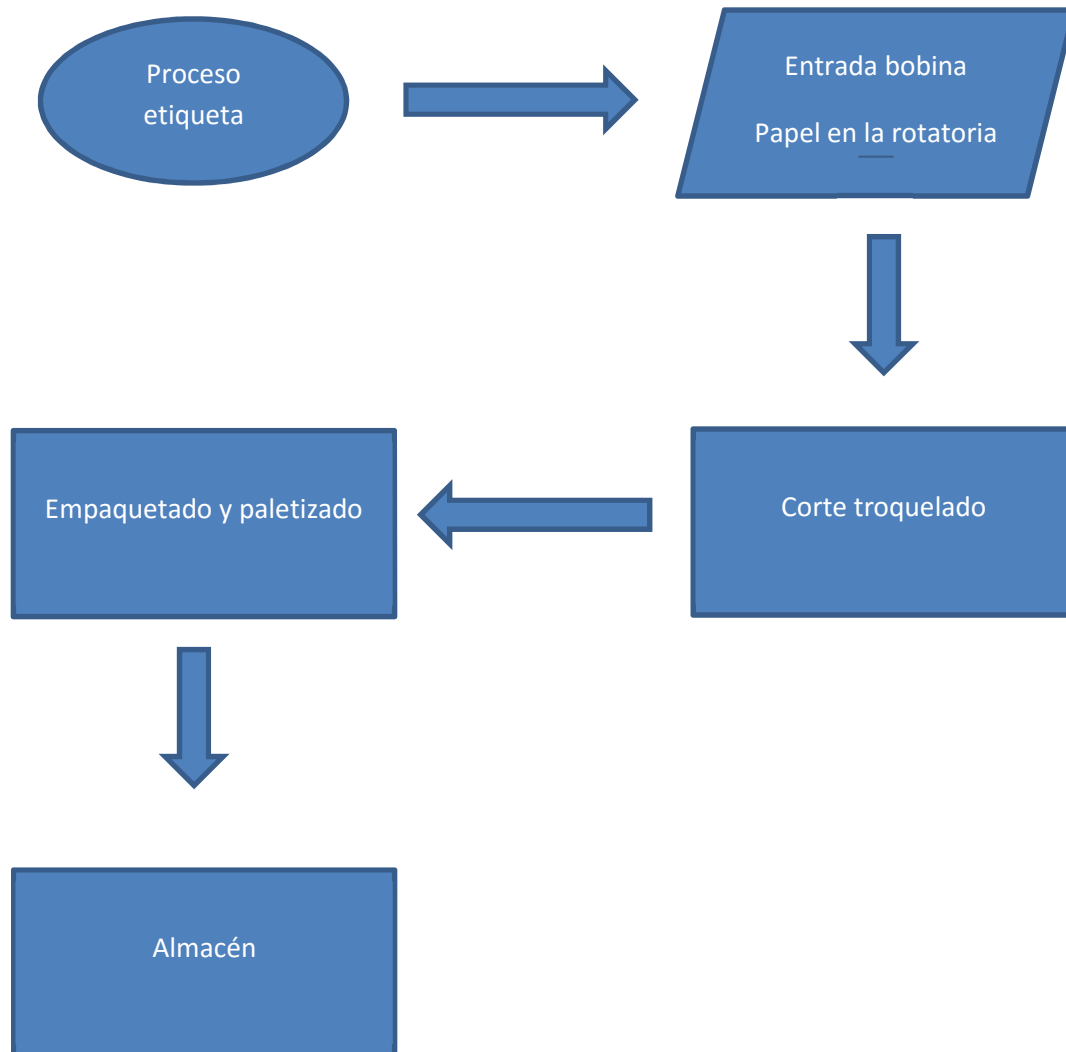 Proceso
etiqueta
Entrada bobina
Papel en la rotatoria
Corte troquelado
Empaquetado y paletizado
Almacén